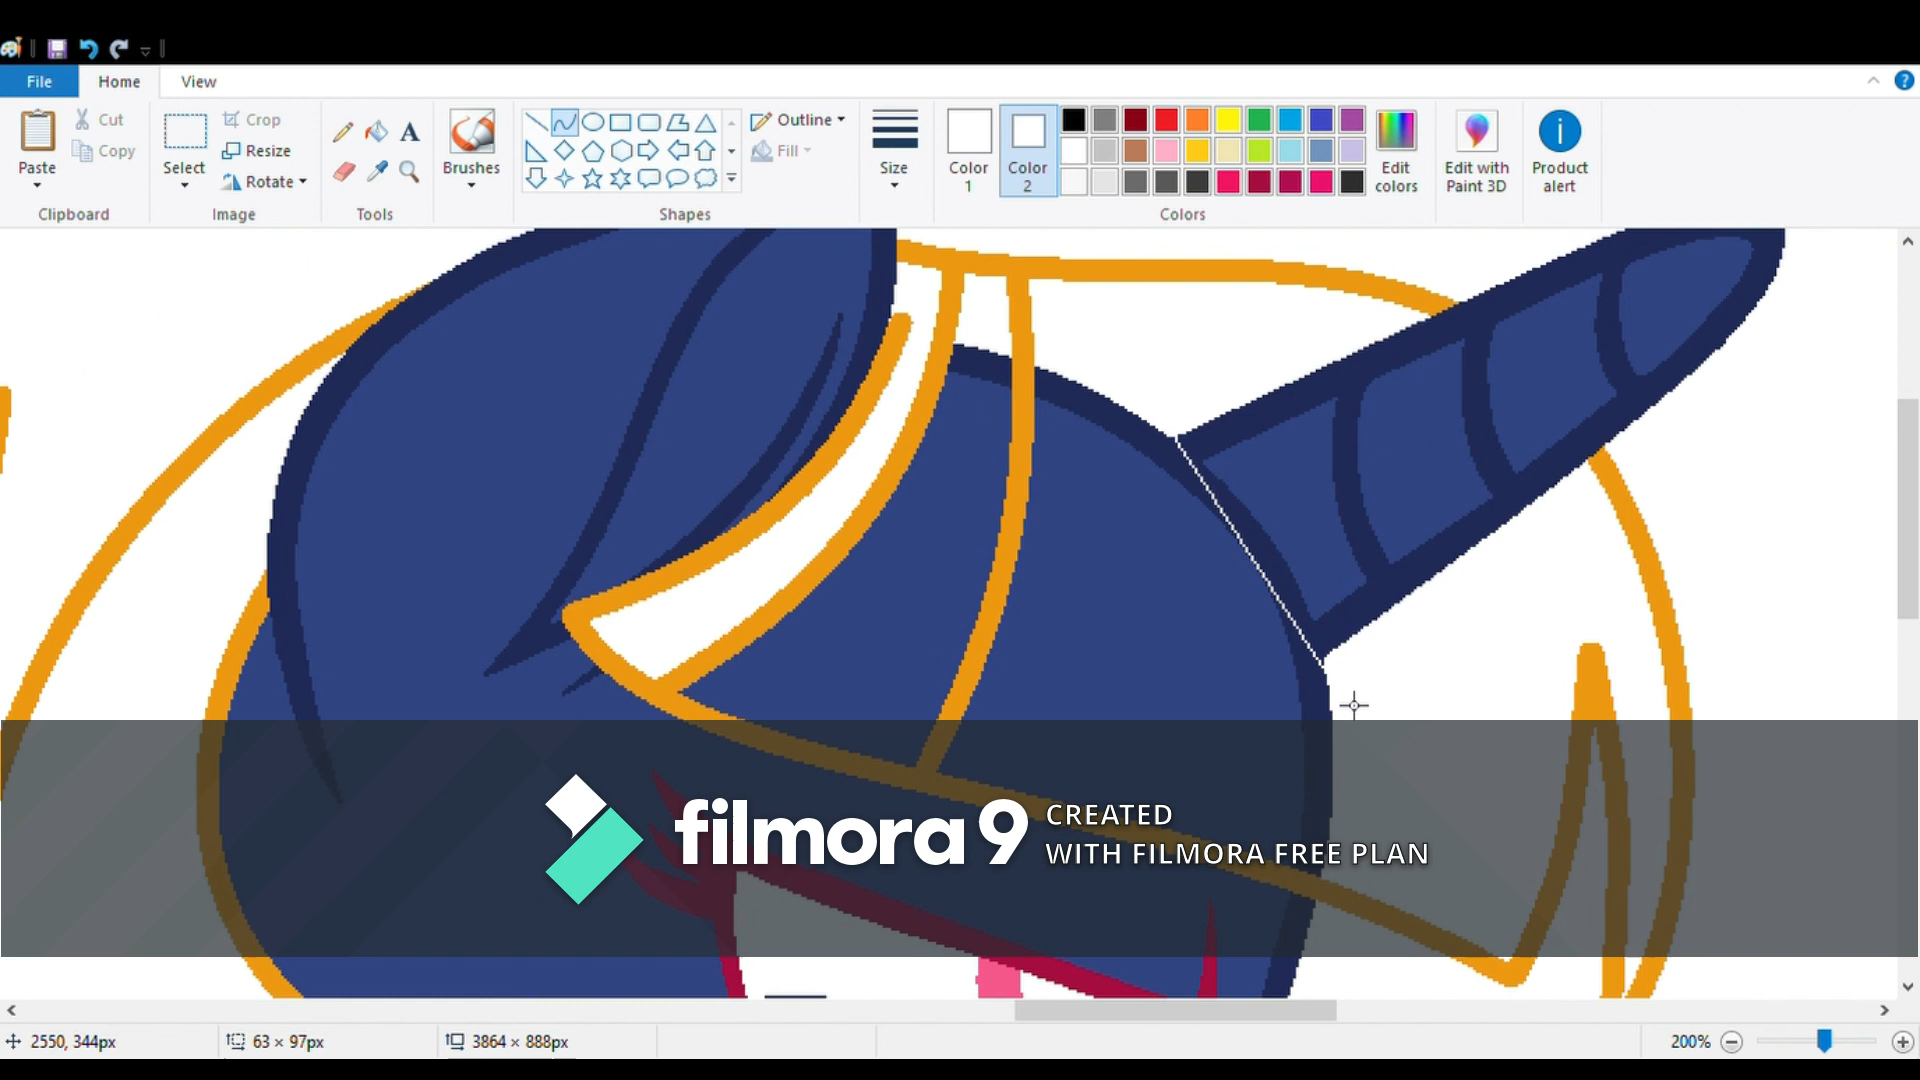 File Home View
Paste Cut Copy Clipboard
Select Crop Resize Rotate Image
A Tools
Brushes
Shapes
Outline Fill
Size
Color 1 Color 2 Colors
Edit colors
Edit with Paint 3D
Product alert
filmora 9 CREATED
WITH FILMORA FREE PLAN
2550, 344px 63 × 97px 3864 × 888px 200%